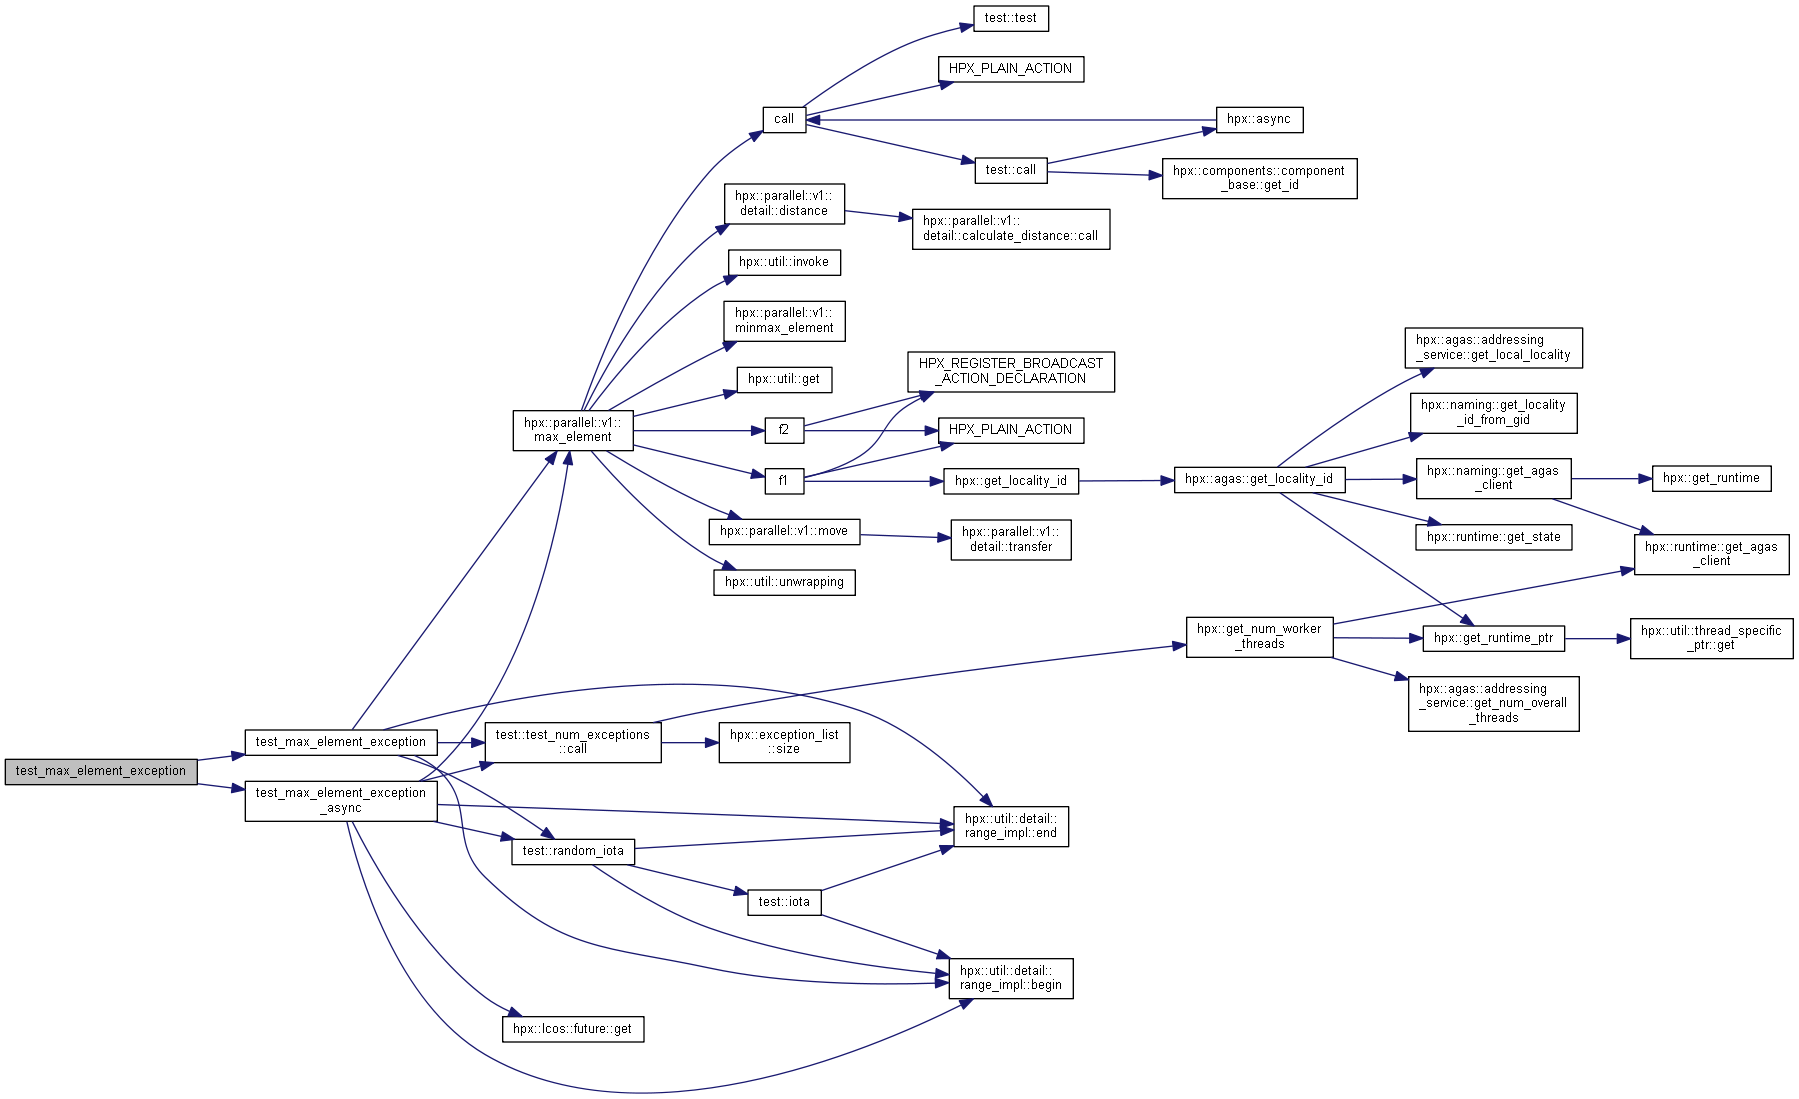 test::test
HPX_PLAIN_ACTION
call
hpx::async
test::call
hpx::components::component
_base::get_id
hpx::parallel::v1::
detail::distance
hpx::parallel::v1::
detail::calculate_distance::call
hpx::util::invoke
hpx::parallel::v1::
minmax_element
hpx::agas::addressing
_service::get_local_locality
HPX_REGISTER_BROADCAST
_ACTION_DECLARATION
hpx::util::get
hpx::naming::get_locality
_id_from_gid
hpx::parallel::v1::
max_element
f2
HPX_PLAIN_ACTION
f1
hpx::get_locality_id
hpx::agas::get_locality_id
hpx::naming::get_agas
_client
hpx::get_runtime
hpx::parallel::v1::move
hpx::parallel::v1::
detail::transfer
hpx::runtime::get_state
hpx::runtime::get_agas
_client
hpx::util::unwrapping
hpx::get_num_worker
_threads
hpx::get_runtime_ptr
hpx::util::thread_specific
_ptr::get
hpx::agas::addressing
_service::get_num_overall
_threads
test_max_element_exception
test::test_num_exceptions
::call
hpx::exception_list
::size
test_max_element_exception
test_max_element_exception
_async
hpx::util::detail::
range_impl::end
test::random_iota
test::iota
hpx::util::detail::
range_impl::begin
hpx::lcos::future::get